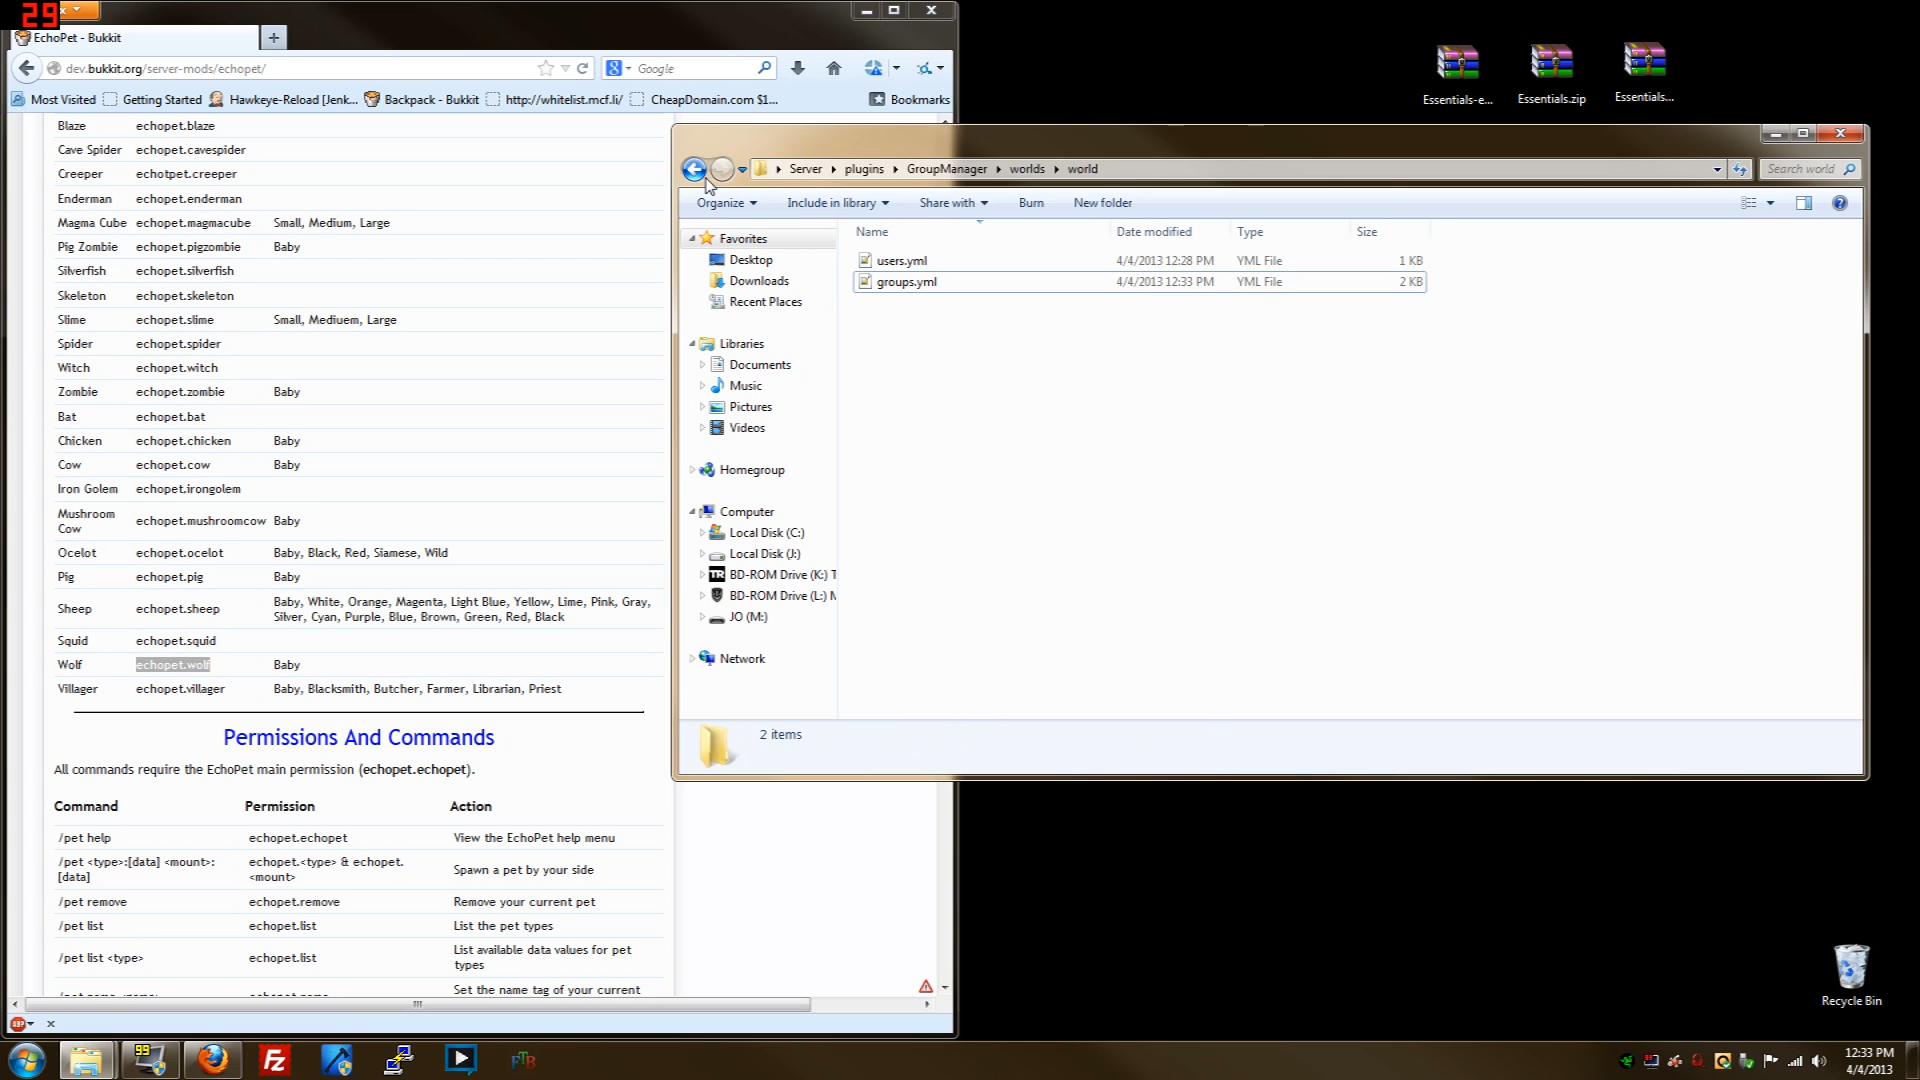 29
EchoPet - Bukkit
dev.bukkit.org/server-mods/echopet/
Google
Most Visited Getting Started Hawkeye-Reload [Jenk... Backpack - Bukkit http://whitelist.mcf.li/ CheapDomain.com $1... Bookmarks
Blaze echopet.blaze
Cave Spider echopet.cavespider
Creeper echotpet.creeper
Enderman echopet.enderman
Magma Cube echopet.magmacube Small, Medium, Large
Pig Zombie echopet.pigzombie Baby
Silverfish echopet.silverfish
Skeleton echopet.skeleton
Slime echopet.slime Small, Mediuem, Large
Spider echopet.spider
Witch echopet.witch
Zombie echopet.zombie Baby
Bat echopet.bat
Chicken echopet.chicken Baby
Cow echopet.cow Baby
Iron Golem echopet.irongolem
Mushroom
Cow echopet.mushroomcow Baby
Ocelot echopet.ocelot Baby, Black, Red, Siamese, Wild
Pig echopet.pig Baby
Sheep echopet.sheep Baby, White, Orange, Magenta, Light Blue, Yellow, Lime, Pink, Gray,
Silver, Cyan, Purple, Blue, Brown, Green, Red, Black
Squid echopet.squid
Wolf echopet.wolf Baby
Villager echopet.villager Baby, Blacksmith, Butcher, Farmer, Librarian, Priest
Permissions And Commands
All commands require the EchoPet main permission (echopet.echopet).
Command Permission Action
/pet help echopet.echopet View the EchoPet help menu
/pet <type>:[data] <mount>:
[data] echopet.<type> & echopet.
<mount> Spawn a pet by your side
/pet remove echopet.remove Remove your current pet
/pet list echopet.list List the pet types
/pet list <type> echopet.list List available data values for pet
types
Set the name tag of your current
ABP
Essentials-e...
Essentials.zip
Essentials...
Server plugins GroupManager worlds world
Search world
Organize Include in library Share with Burn New folder
Name Date modified Type Size
users.yml 4/4/2013 12:28 PM YML File 1 KB
groups.yml 4/4/2013 12:33 PM YML File 2 KB
Favorites
Desktop
Downloads
Recent Places
Libraries
Documents
Music
Pictures
Videos
Homegroup
Computer
Local Disk (C:)
Local Disk (J:)
BD-ROM Drive (K:) T
BD-ROM Drive (L:) M
JO (M:)
Network
2 items
Recycle Bin
99
Fz
FTB
12:33 PM
4/4/2013